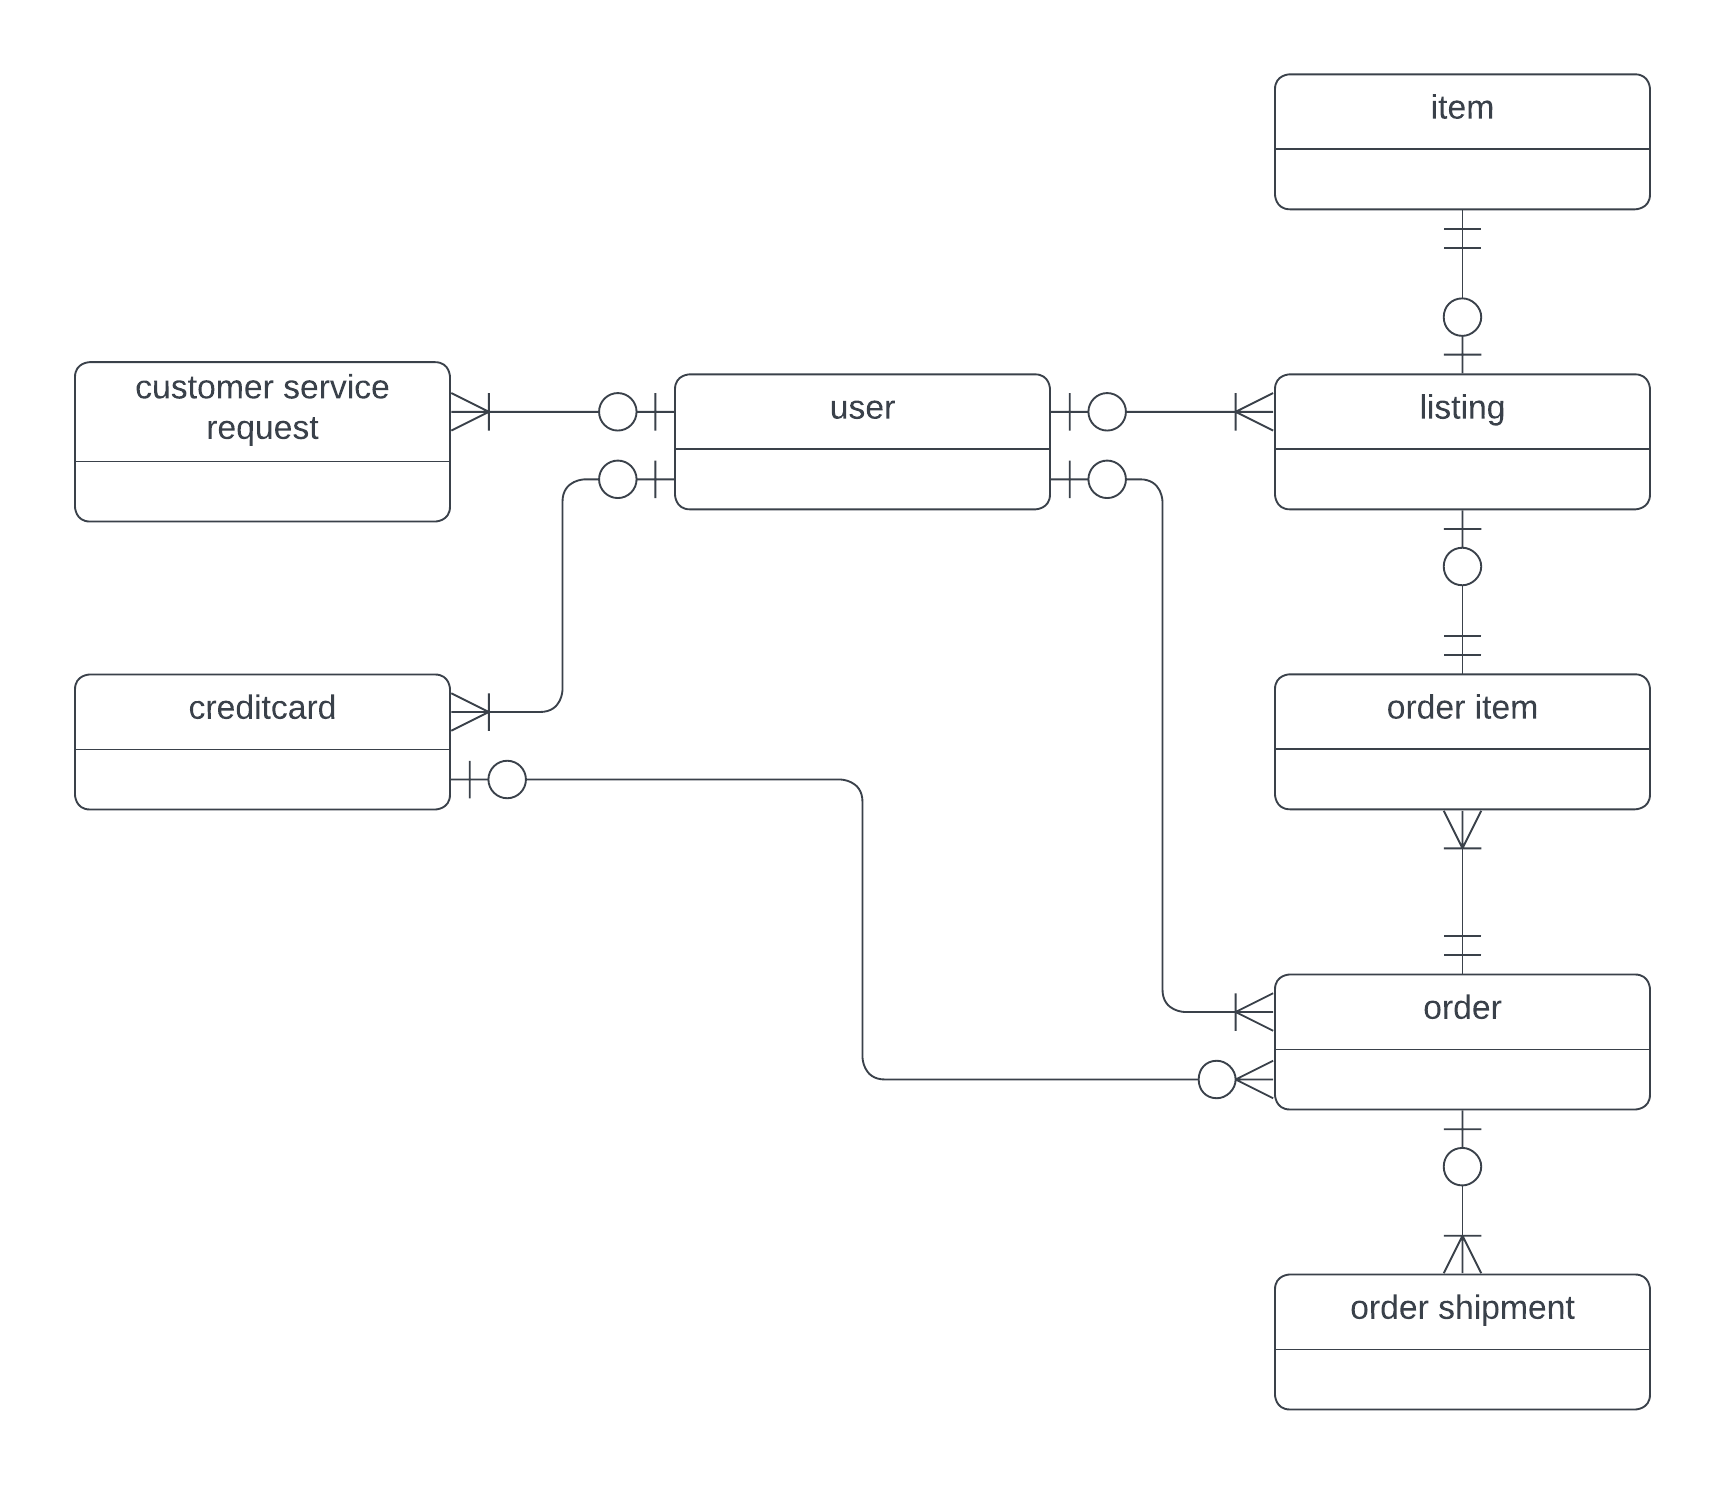 item
customer service
request
user
listing
creditcard
order item
order
order shipment